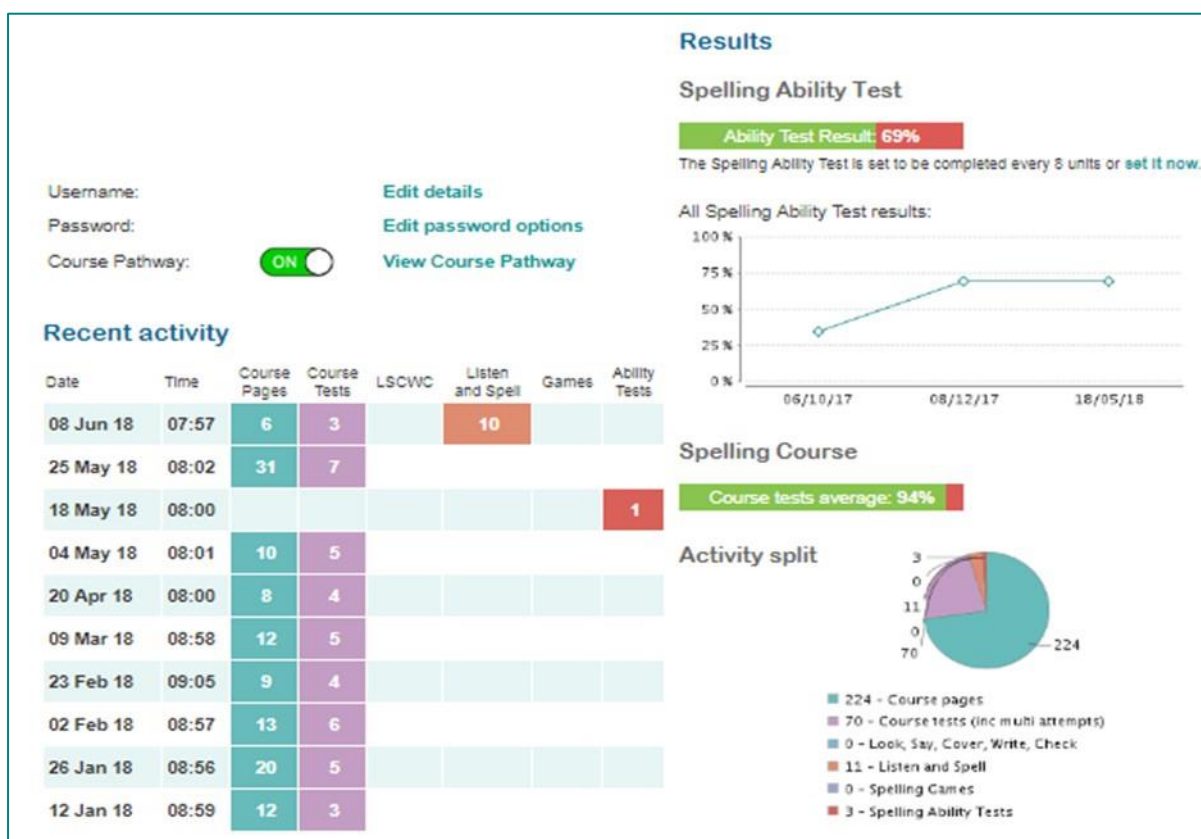 Username:
Edit details
Password:
Edit password options
Course Pathway:
ON
View Course Pathway
Recent activity
Date Time Course Pages Course Tests LSCWC Listen and Spell Games Ability Tests
08 Jun 18 07:57 6 3 10
25 May 18 08:02 31 7
18 May 18 08:00 1
04 May 18 08:01 10 5
20 Apr 18 08:00 8 4
09 Mar 18 08:58 12 5
23 Feb 18 09:05 9 4
02 Feb 18 08:57 13 6
26 Jan 18 08:56 20 5
12 Jan 18 08:59 12 3
Results
Spelling Ability Test
Ability Test Result: 69%
The Spelling Ability Test is set to be completed every 8 units or set it now.
All Spelling Ability Test results:
100 %
75 %
50 %
25 %
0 %
06/10/17 08/12/17 18/05/18
Spelling Course
Course tests average: 94%
Activity split
3
0
11
0
70
224
224 - Course pages
70 - Course tests (inc multi attempts)
0 - Look, Say, Cover, Write, Check
11 - Listen and Spell
0 - Spelling Games
3 - Spelling Ability Tests